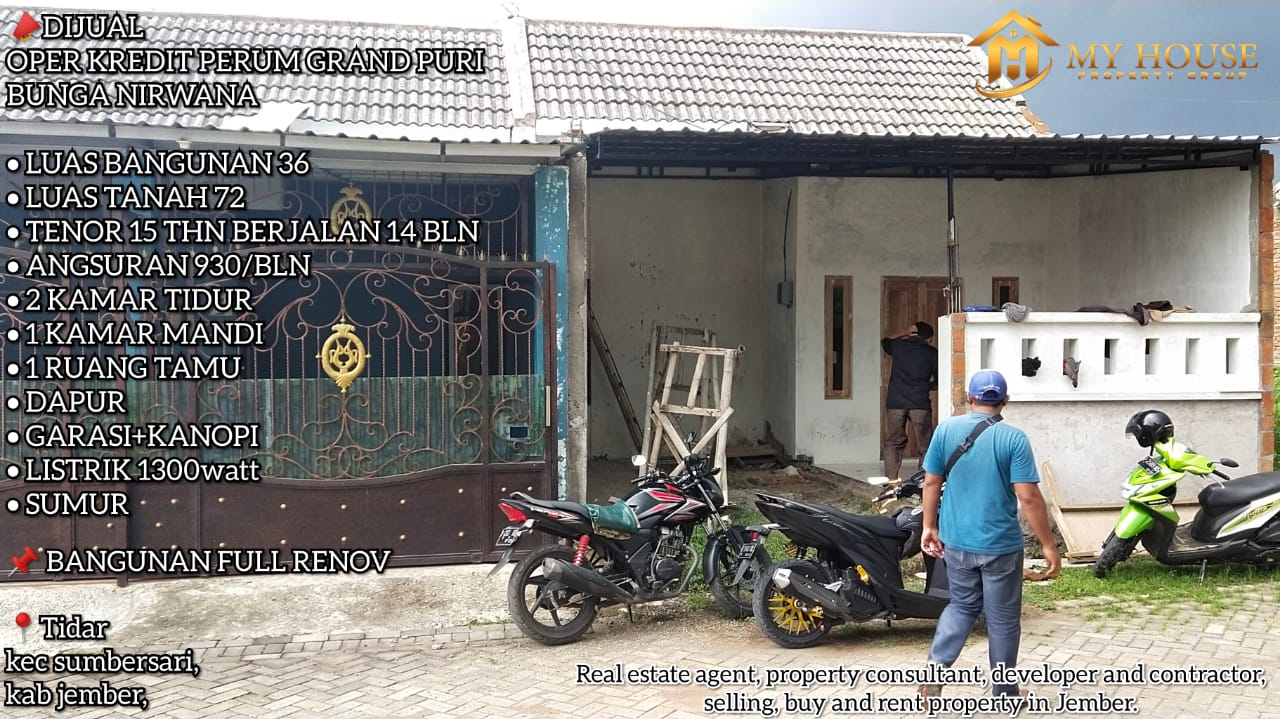 DIJUAL
OPER KREDIT PERUM GRAND PURI
BUNGA NIRWANA
• LUAS BANGUNAN 36
• LUAS TANAH 72
• TENOR 15 THN BERJALAN 14 BLN
• ANGSURAN 930/BLN
• 2 KAMAR TIDUR
• 1 KAMAR MANDI
• 1 RUANG TAMU
• DAPUR
• GARASI+KANOPI
• LISTRIK 1300watt
• SUMUR
BANGUNAN FULL RENOV
Tidar
kec sumbersari,
kab jember,
MY HOUSE
PROPERTY GROUP
Real estate agent, property consultant, developer and contractor,
selling, buy and rent property in Jember.